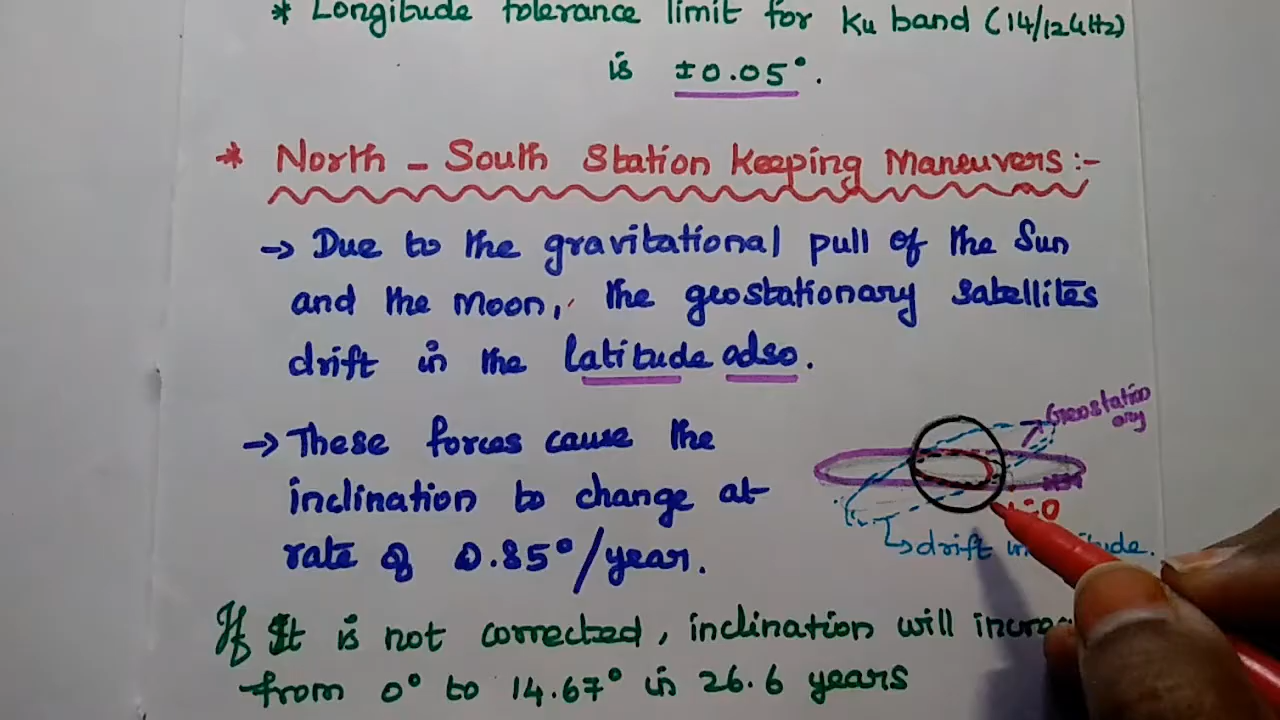 * Longitude tolerance limit for Ku band (14/12GHz)
is ±0.05°.
* North - South Station Keeping Maneuvers:-
→ Due to the gravitational pull of the Sun
and the Moon, the geostationary satellites
drift in the latitude also.
→ These forces cause the
inclination to change at
rate of 0.85°/year.
Geostation
ary
drift
If It is not corrected, inclination will
from 0° to 14.67° in 26.6 years